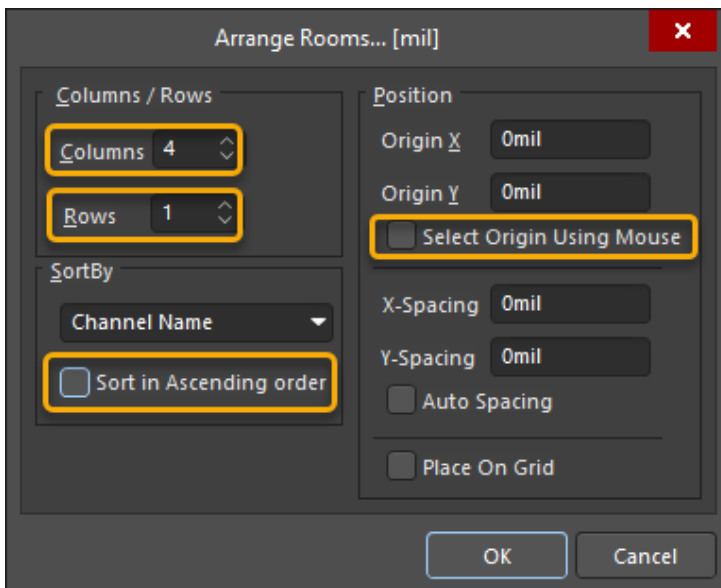 Arrange Rooms... [mil]
Columns / Rows
Columns 4
Rows 1
SortBy
Channel Name
Sort in Ascending order
Position
Origin X 0mil
Origin Y 0mil
Select Origin Using Mouse
X-Spacing 0mil
Y-Spacing 0mil
Auto Spacing
Place On Grid
OK Cancel